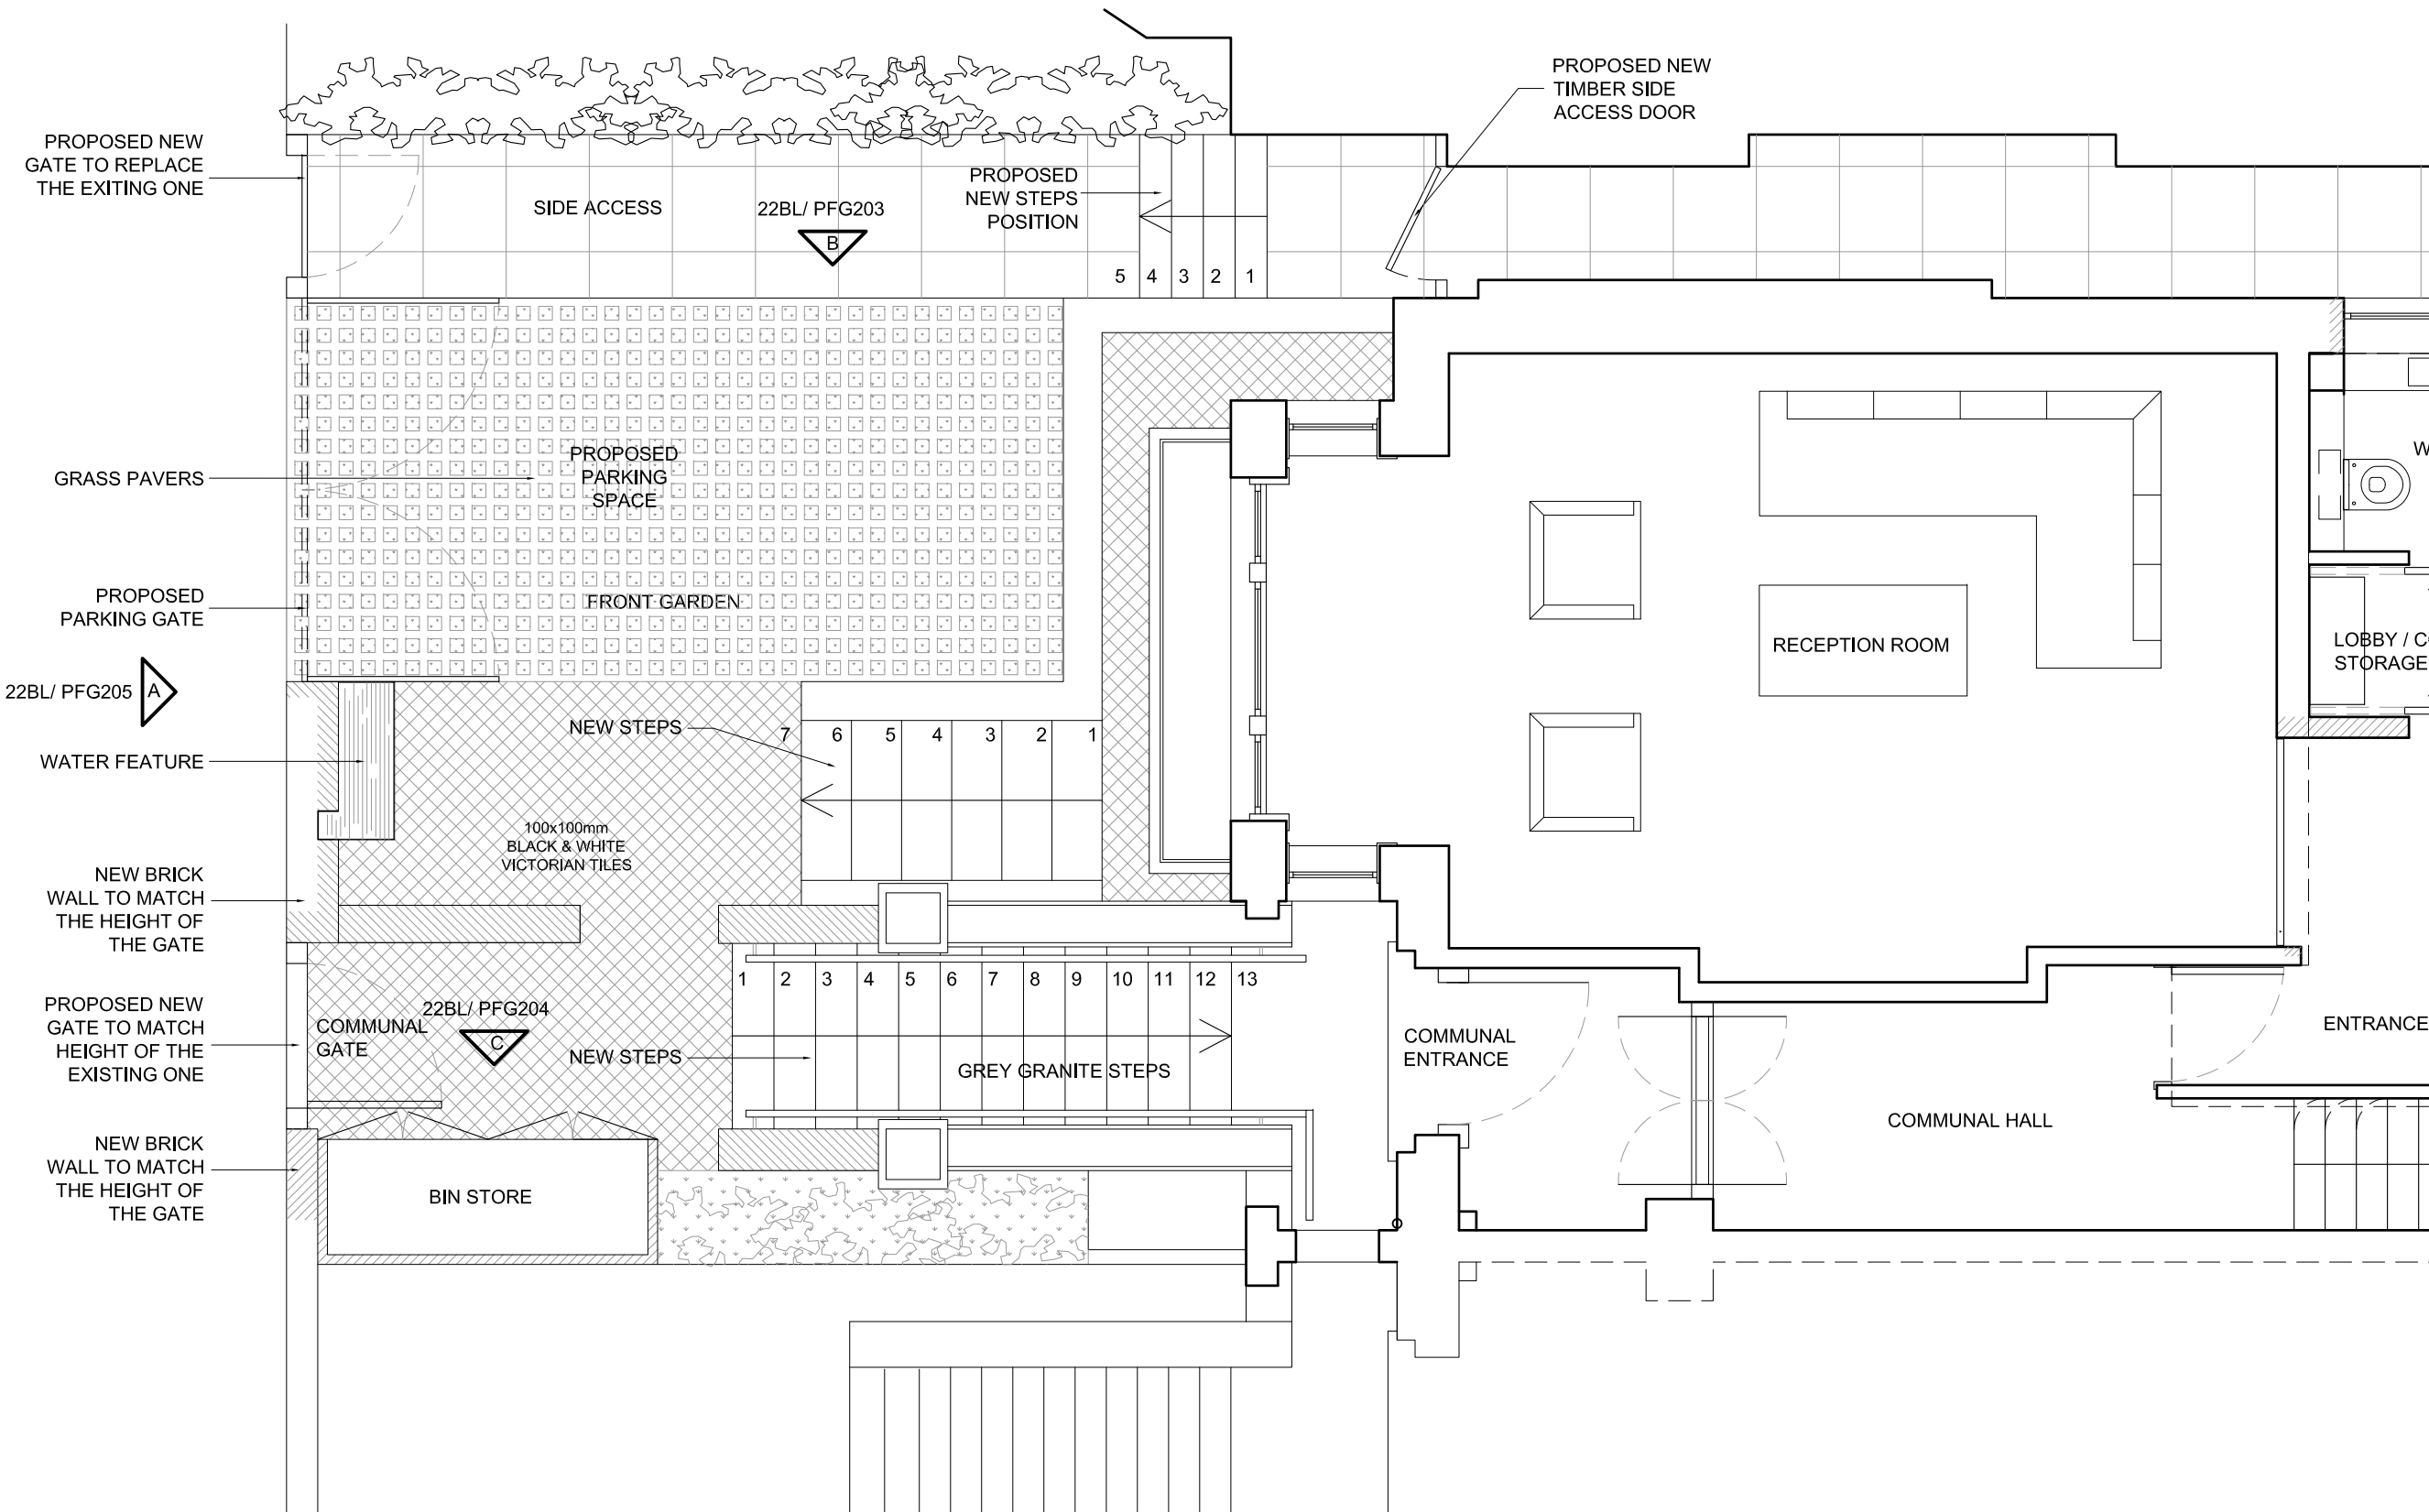 PROPOSED NEW
TIMBER SIDE
ACCESS DOOR
PROPOSED NEW
GATE TO REPLACE
THE EXITING ONE
SIDE ACCESS
22BL/ PFG203
B
PROPOSED
NEW STEPS
POSITION
5 4 3 2 1
GRASS PAVERS
PROPOSED
PARKING
SPACE
W
PROPOSED
PARKING GATE
FRONT GARDEN
RECEPTION ROOM
LOBBY / C
STORAGE
22BL/ PFG205
A
NEW STEPS
7 6 5 4 3 2 1
WATER FEATURE
100x100mm
BLACK & WHITE
VICTORIAN TILES
NEW BRICK
WALL TO MATCH
THE HEIGHT OF
THE GATE
1 2 3 4 5 6 7 8 9 10 11 12 13
PROPOSED NEW
GATE TO MATCH
HEIGHT OF THE
EXISTING ONE
COMMUNAL
GATE
22BL/ PFG204
C
NEW STEPS
GREY GRANITE STEPS
COMMUNAL
ENTRANCE
ENTRANCE
COMMUNAL HALL
NEW BRICK
WALL TO MATCH
THE HEIGHT OF
THE GATE
BIN STORE